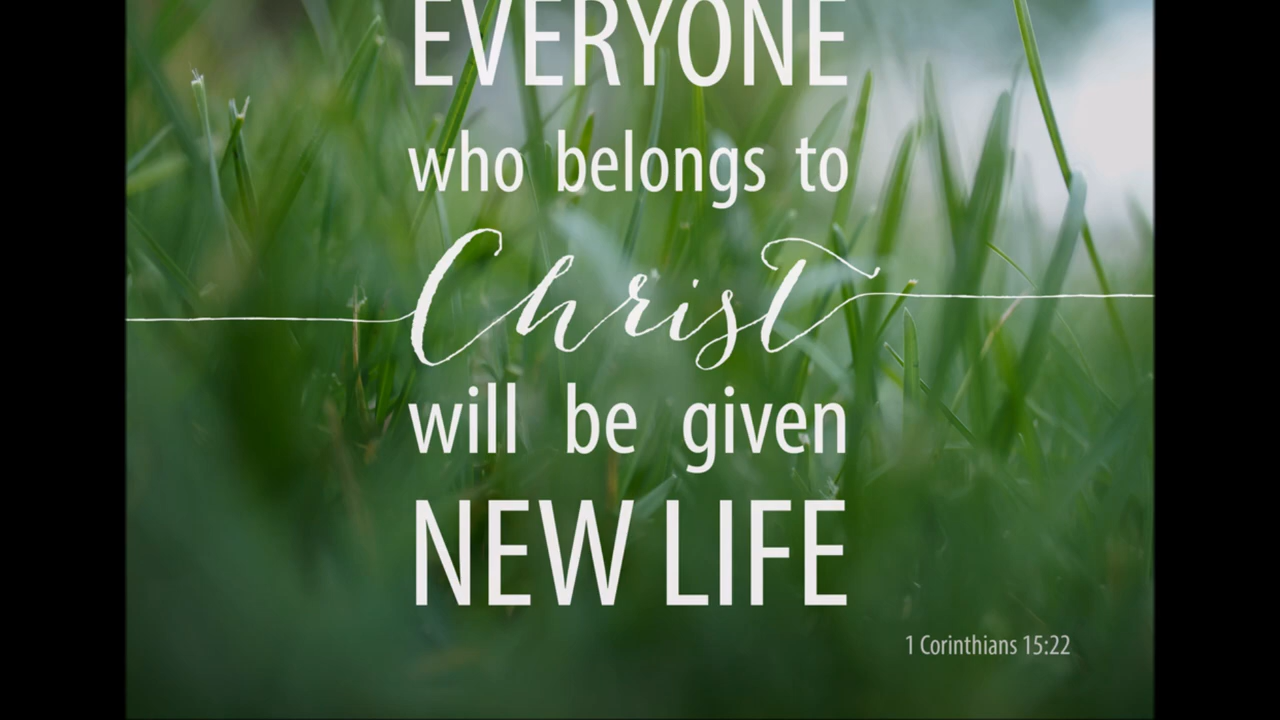 EVERYONE
who belongs to
Christ
will be given
NEW LIFE
1 Corinthians 15:22